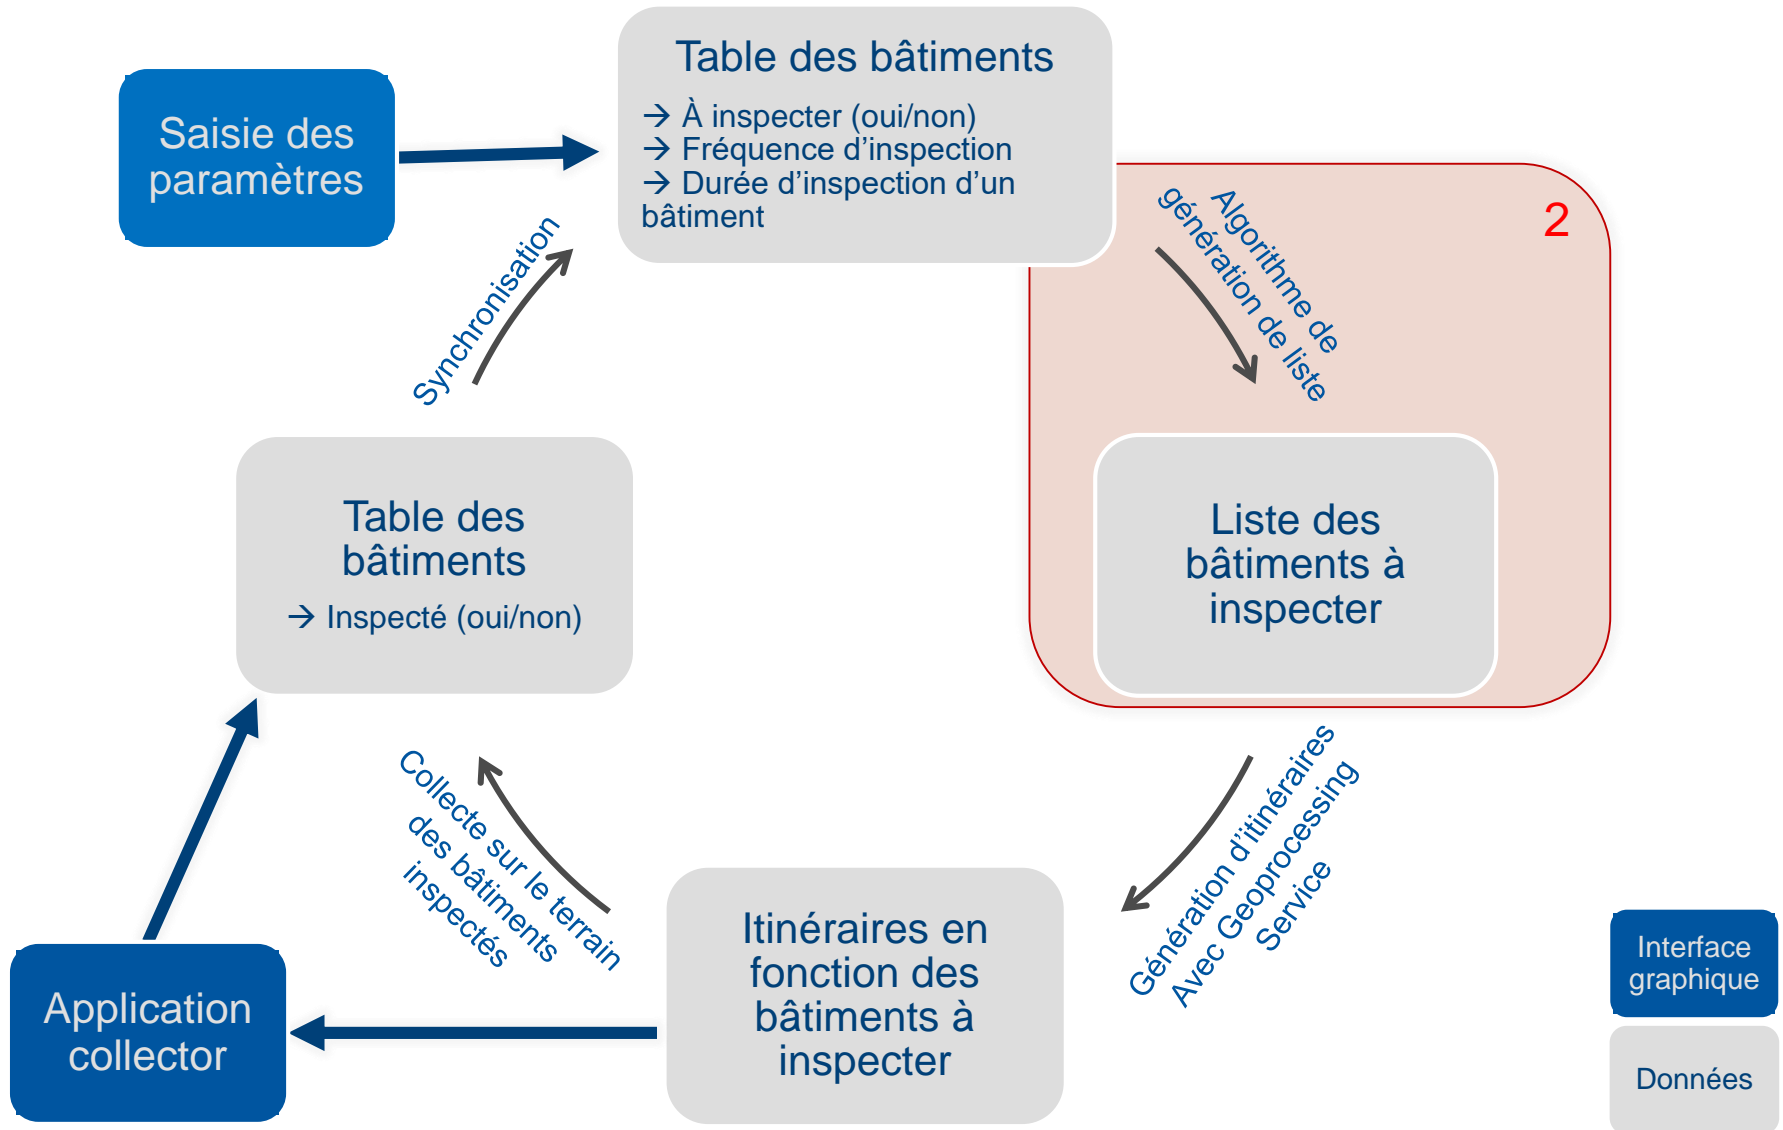 Table des bâtiments
→ À inspecter (oui/non)
→ Fréquence d'inspection
→ Durée d'inspection d'un
bâtiment
Saisie des
paramètres
2
Algorithme de
génération de liste
Synchronisation
Table des
bâtiments
→ Inspecté (oui/non)
Liste des
bâtiments à
inspecter
Collecte sur le terrain
des bâtiments
inspectés
Génération d'itinéraires
Avec Geoprocessing
Service
Itinéraires en
fonction des
bâtiments à
inspecter
Application
collector
Interface
graphique
Données